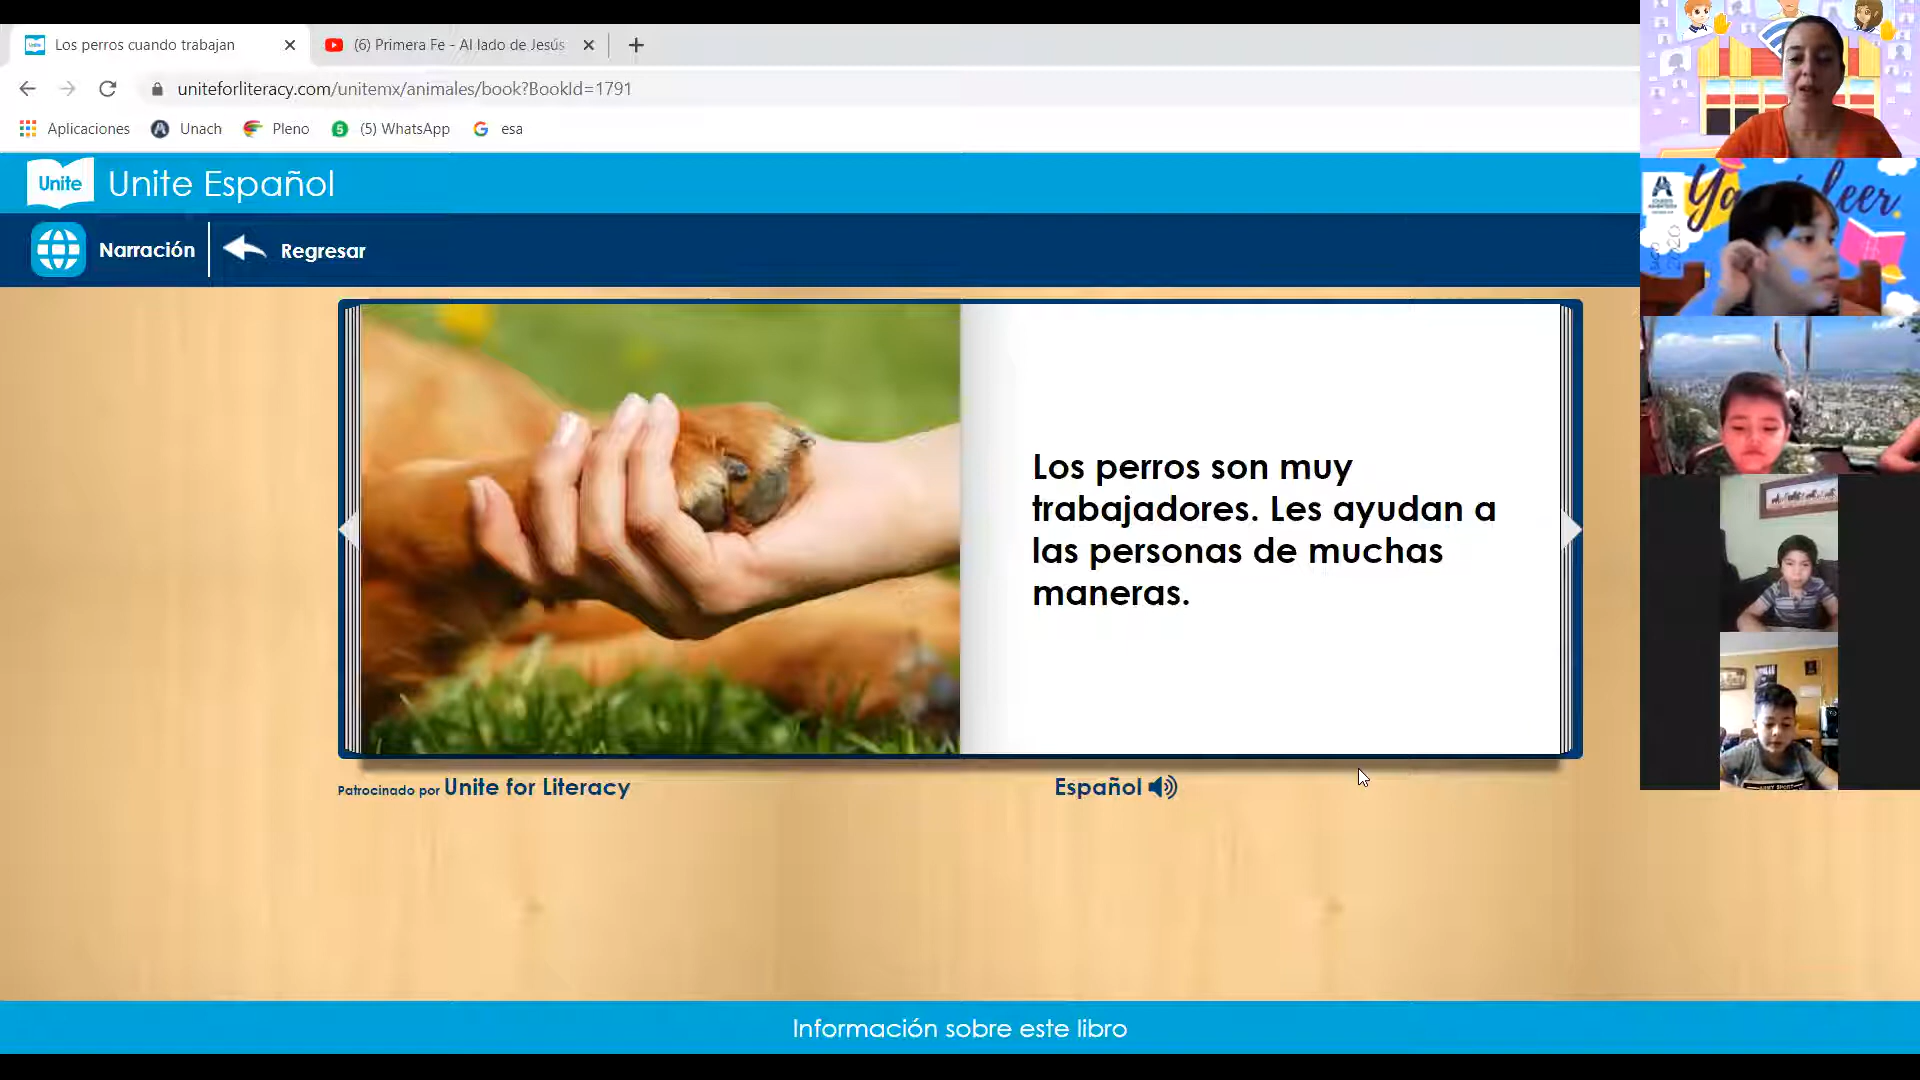 Los perros cuando trabajan
(6) Primera Fe - Al lado de Jesús
uniteforliteracy.com/unitemx/animales/book?BookId=1791
Aplicaciones
Unach
Pleno
5
(5) WhatsApp
esa
Unite
Unite Español
Narración
Regresar
Los perros son muy
trabajadores. Les ayudan a
las personas de muchas
maneras.
Patrocinado por Unite for Literacy
Español
Información sobre este libro
leer